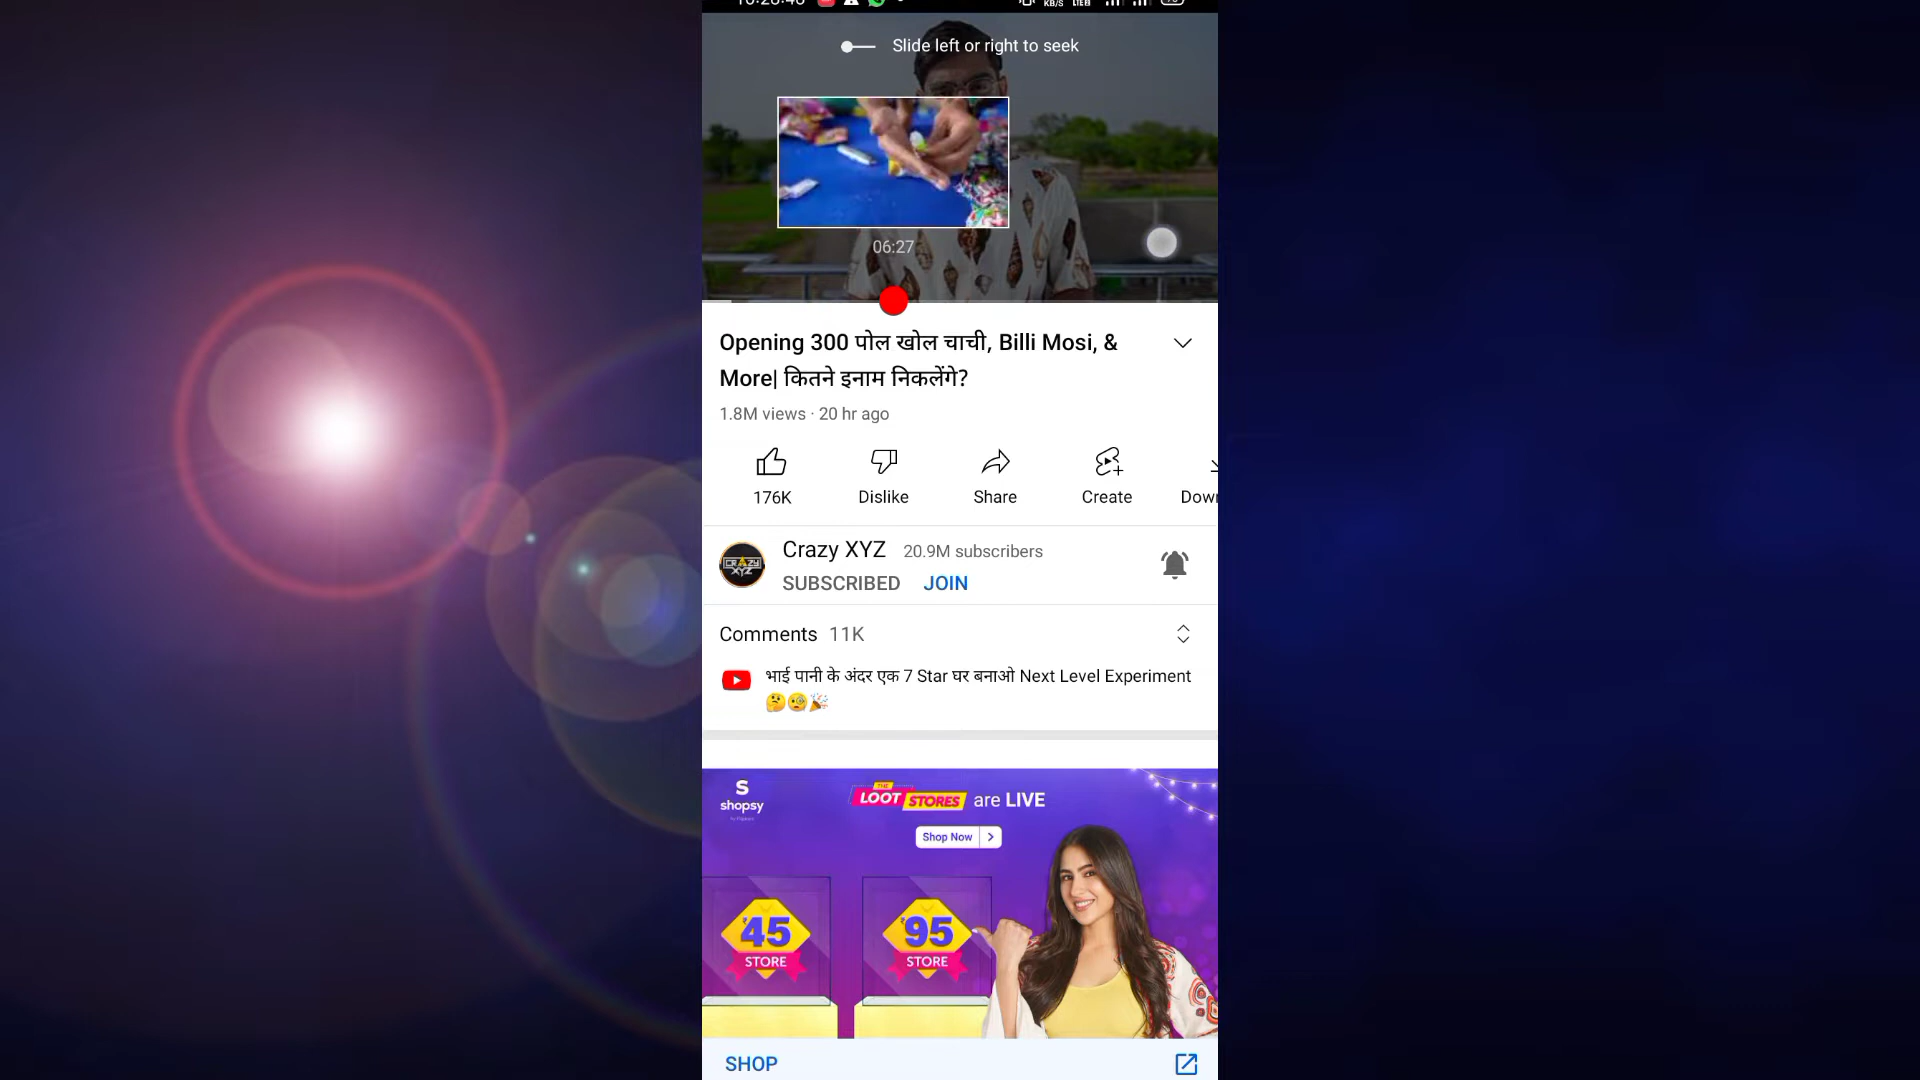 Slide left or right to seek
06:27
Opening 300 पोल खोल चाची, Billi Mosi, &
More| कितने इनाम निकलेंगे?
1.8M views · 20 hr ago
176K Dislike Share Create
Crazy XYZ 20.9M subscribers
SUBSCRIBED JOIN
Comments 11K
भाई पानी के अंदर एक 7 Star घर बनाओ Next Level Experiment
🤔🧐🎉
S
shopsy
THE
LOOT STORES are LIVE
Shop Now
₹45 ₹95
STORE STORE
SHOP